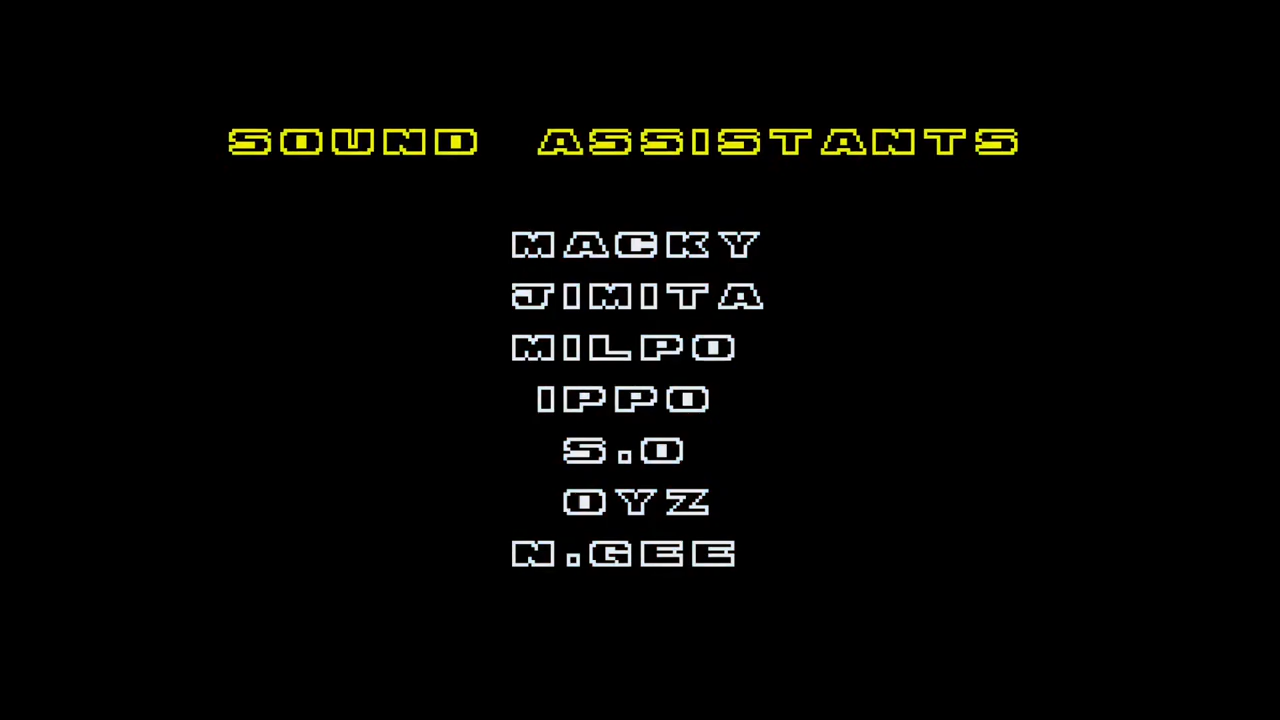 SOUND ASSISTANTS
MACKY
JIMITA
MILPO
IPPO
S.O
OYZ
N.GEE